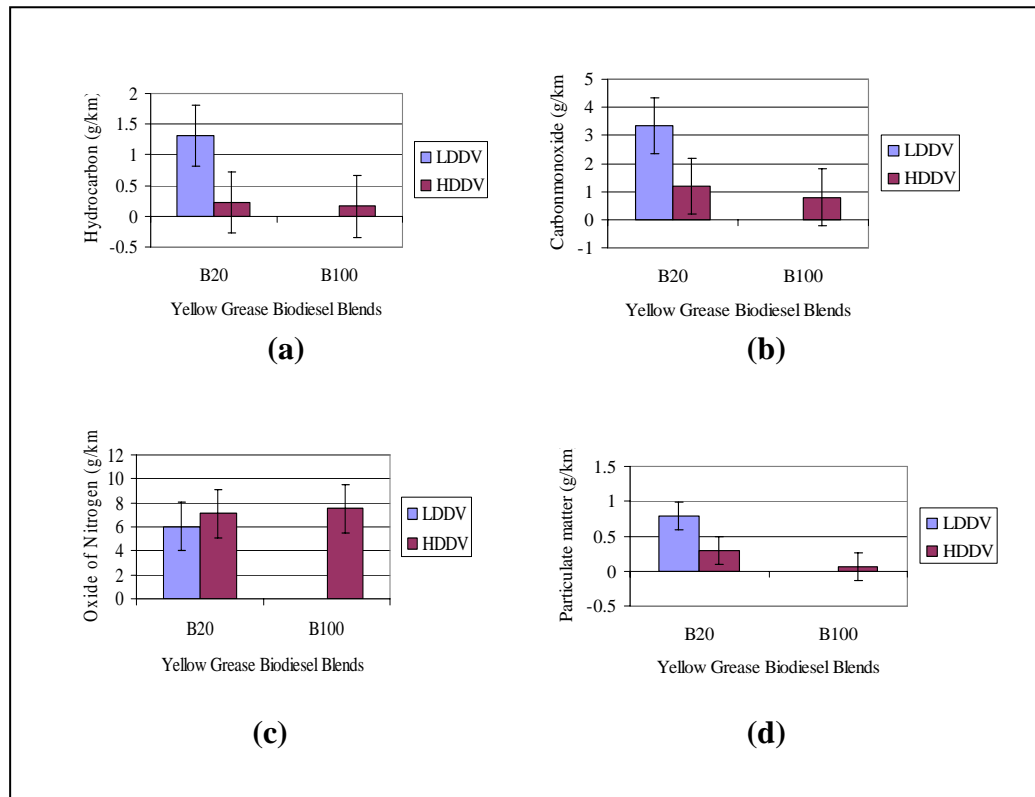 Hydrocarbon (g/km)
2
1.5
1
0.5
0
-0.5
B20 B100
Yellow Grease Biodiesel Blends
LDDV
HDDV
(a)
Carbonmonoxide (g/km
5
4
3
2
1
0
-1
B20 B100
Yellow Grease Biodiesel Blends
LDDV
HDDV
(b)
Oxide of Nitrogen (g/km
12
10
8
6
4
2
0
B20 B100
Yellow Grease Biodiesel Blends
LDDV
HDDV
(c)
Particulate matter (g/km
1.5
1
0.5
0
-0.5
B20 B100
Yellow Grease Biodiesel Blends
LDDV
HDDV
(d)